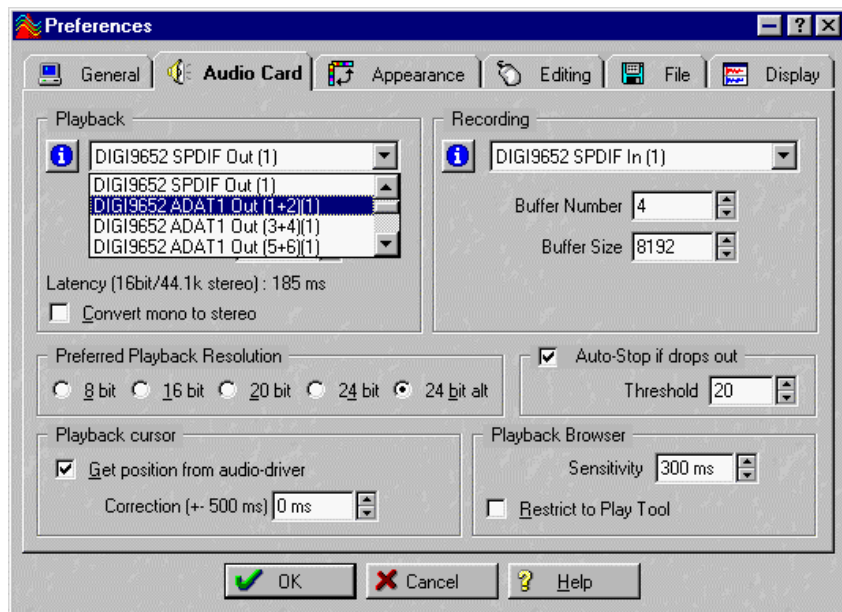 Preferences
General Audio Card Appearance Editing File Display
Playback
DIGI9652 SPDIF Out (1)
DIGI9652 SPDIF Out (1)
DIGI9652 ADAT1 Out (1+2)(1)
DIGI9652 ADAT1 Out (3+4)(1)
DIGI9652 ADAT1 Out (5+6)(1)
Latency (16bit/44.1k stereo) : 185 ms
Convert mono to stereo
Recording
DIGI9652 SPDIF In (1)
Buffer Number 4
Buffer Size 8192
Preferred Playback Resolution
8 bit 16 bit 20 bit 24 bit 24 bit alt
Auto-Stop if drops out
Threshold 20
Playback cursor
Get position from audio-driver
Correction (+- 500 ms) 0 ms
Playback Browser
Sensitivity 300 ms
Restrict to Play Tool
OK Cancel Help